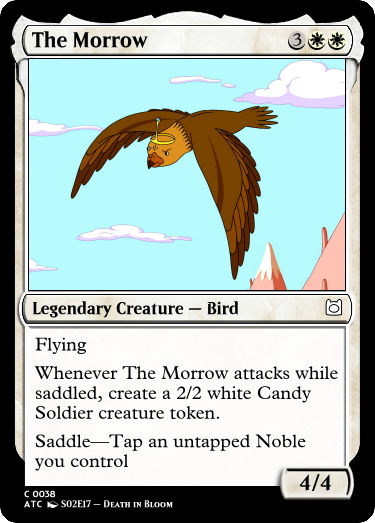 The Morrow 3
Legendary Creature — Bird
Flying
Whenever The Morrow attacks while
saddled, create a 2/2 white Candy
Soldier creature token.
Saddle—Tap an untapped Noble
you control
4/4
C 0038
ATC S02E17 – Death in Bloom